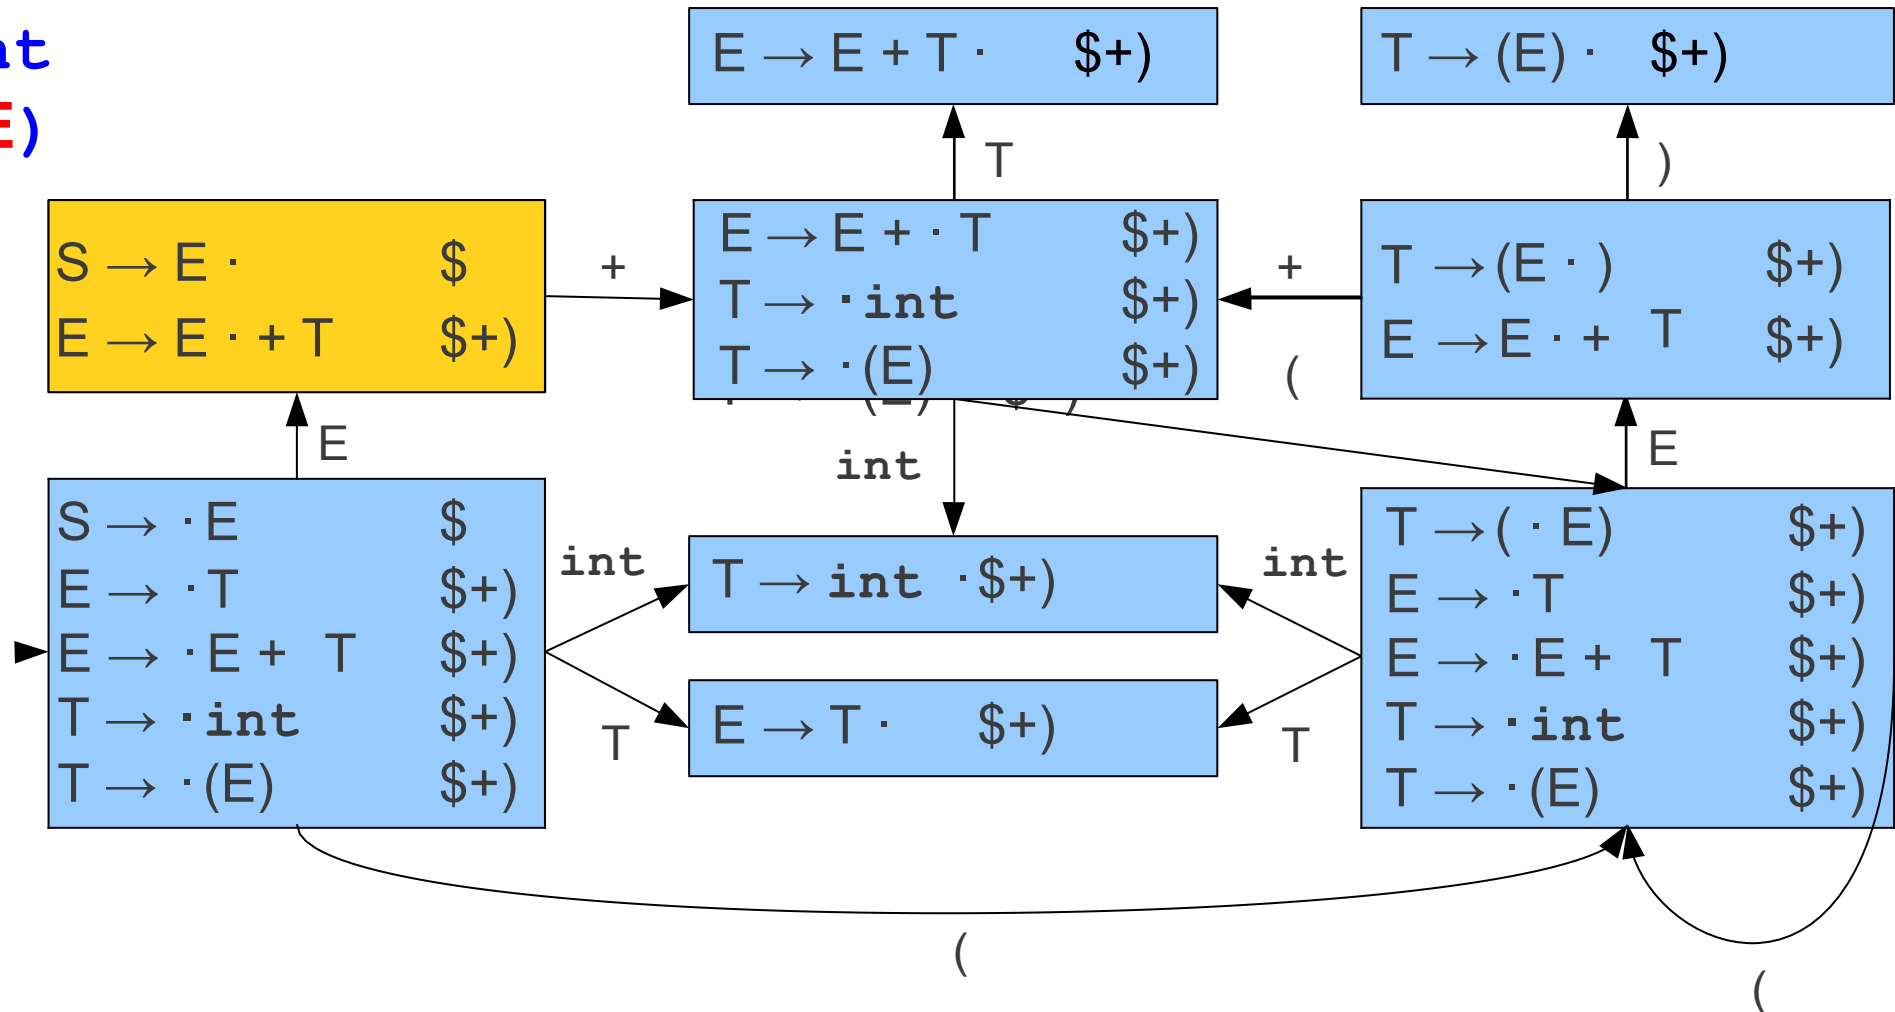 nt
E)
E → E + T · $+)
T → (E) · $+)
T
)
S → E · $
E → E · + T $+)
+
E → E + · T $+)
T → · int $+)
T → · (E) $+)
+
(
T → (E · ) $+)
E → E · + T $+)
E
int
E
S → · E $
E → · T $+)
E → · E + T $+)
T → · int $+)
T → · (E) $+)
int
T
T → int · $+)
E → T · $+)
int
T
T → ( · E) $+)
E → · T $+)
E → · E + T $+)
T → · int $+)
T → · (E) $+)
(
(